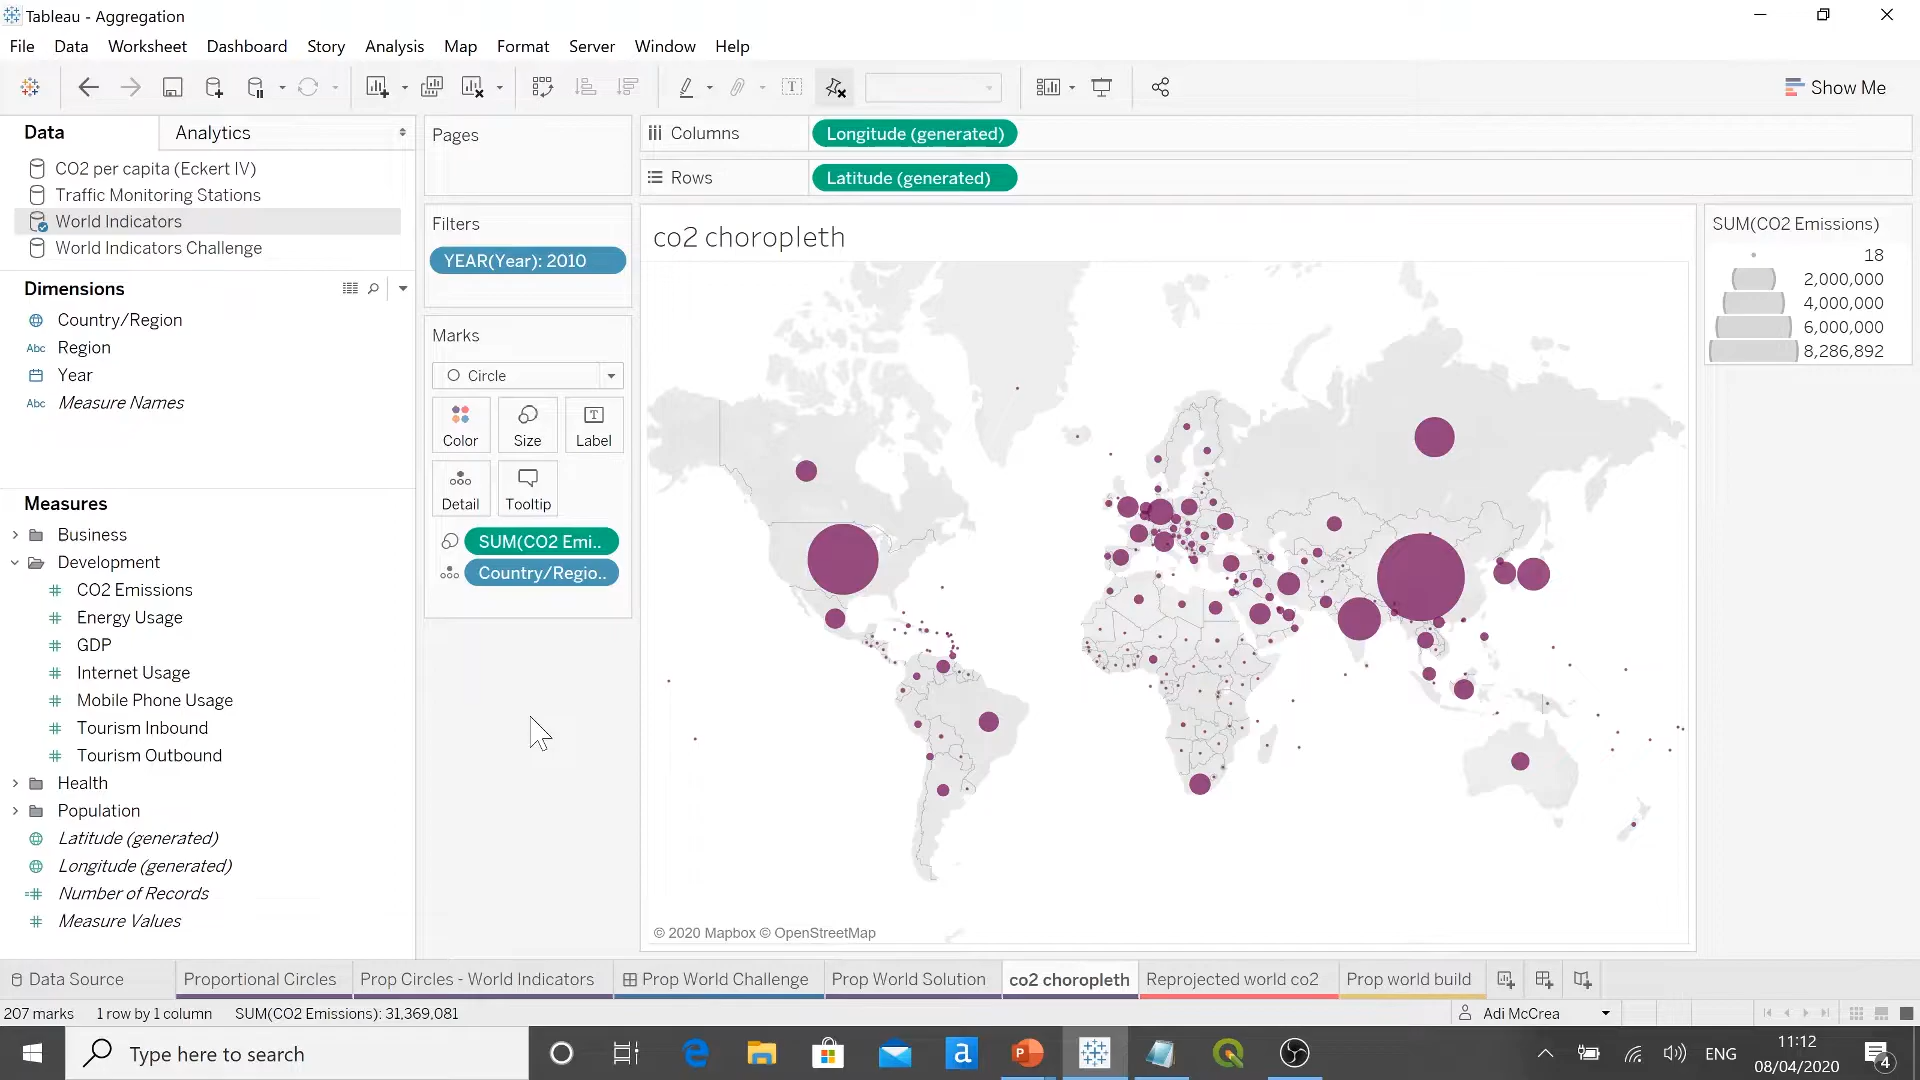 Tableau - Aggregation
File Data Worksheet Dashboard Story Analysis Map Format Server Window Help
Show Me
Data
Analytics
CO2 per capita (Eckert IV)
Traffic Monitoring Stations
World Indicators
World Indicators Challenge
Dimensions
Country/Region
Abc Region
Year
Abc Measure Names
Measures
Business
Development
CO2 Emissions
Energy Usage
GDP
Internet Usage
Mobile Phone Usage
Tourism Inbound
Tourism Outbound
Health
Population
Latitude (generated)
Longitude (generated)
Number of Records
Measure Values
Pages
Filters
YEAR(Year): 2010
Marks
Circle
Color Size Label
Detail Tooltip
SUM(CO2 Emi..
Country/Regio..
Columns Longitude (generated)
Rows Latitude (generated)
co2 choropleth
© 2020 Mapbox © OpenStreetMap
SUM(CO2 Emissions)
18
2,000,000
4,000,000
6,000,000
8,286,892
Data Source Proportional Circles Prop Circles - World Indicators Prop World Challenge Prop World Solution co2 choropleth Reprojected world co2 Prop world build
207 marks 1 row by 1 column SUM(CO2 Emissions): 31,369,081 Adi McCrea
Type here to search
ENG
11:12
08/04/2020
4